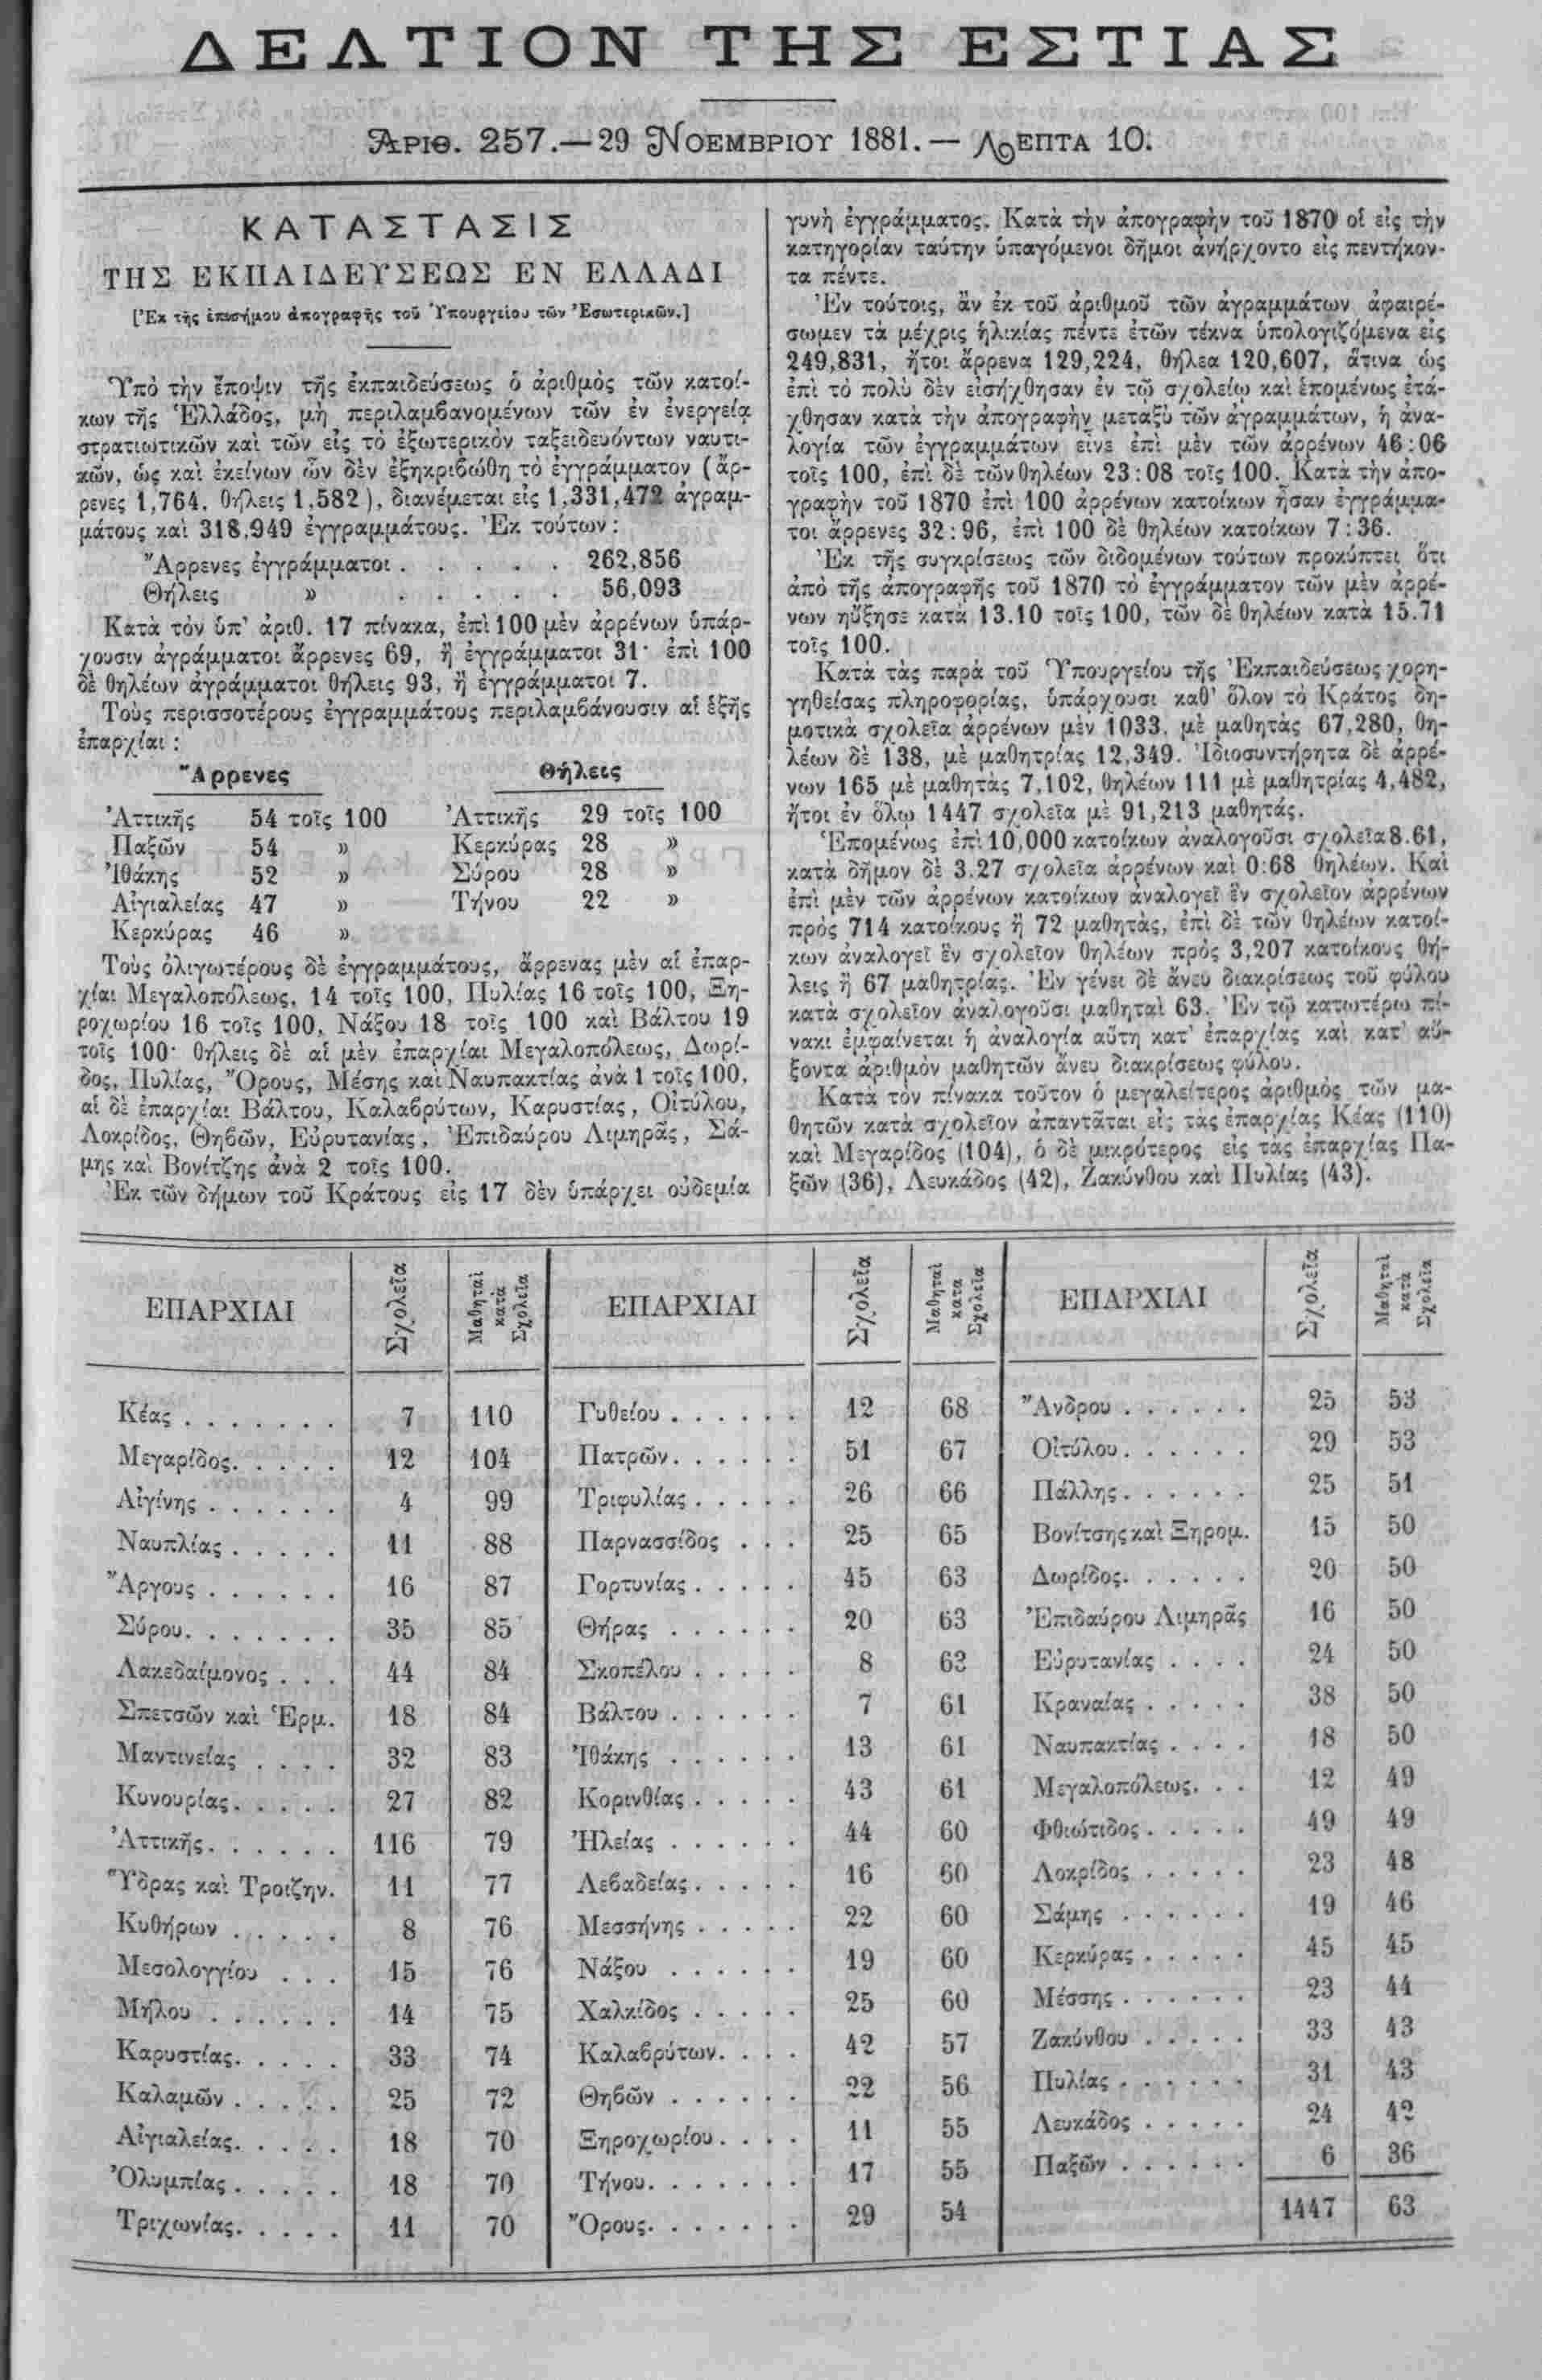 ΔΕΛΤΙΟΝ ΤΗΣ ΕΣΤΙΑΣ
ΑΡΙΘ. 257.—29 ΝΟΕΜΒΡΙΟΥ 1881.— ΛΕΠΤΑ 10.
ΚΑΤΑΣΤΑΣΙΣ
ΤΗΣ ΕΚΠΑΙΔΕΥΣΕΩΣ ΕΝ ΕΛΛΑΔΙ
[Ἐκ τῆς ἐπισήμου ἀπογραφῆς τοῦ Ὑπουργείου τῶν Ἐσωτερικῶν.]
Ὑπὸ τὴν ἔποψιν τῆς ἐκπαιδεύσεως ὁ ἀριθμὸς τῶν κατοί-
κων τῆς Ἑλλάδος, μὴ περιλαμβανομένων τῶν ἐν ἐνεργείᾳ
στρατιωτικῶν καὶ τῶν εἰς τὸ ἐξωτερικὸν ταξειδευόντων ναυτι-
κῶν, ὡς καὶ ἐκείνων ὧν δὲν ἐξηκριβώθη τὸ ἐγγράμματον (ἄρ-
ρενες 1,764, θήλεις 1,582), διανέμεται εἰς 1,331,472 ἀγραμ-
μάτους καὶ 318,949 ἐγγραμμάτους. Ἐκ τούτων:
Ἄρρενες ἐγγράμματοι . . . . . . 262,856
Θήλεις » . . . . . 56,093
Κατὰ τὸν ὑπ' ἀριθ. 17 πίνακα, ἐπὶ 100 μὲν ἀρρένων ὑπάρ-
χουσιν ἀγράμματοι ἄρρενες 69, ἢ ἐγγράμματοι 31· ἐπὶ 100
δὲ θηλέων ἀγράμματοι θήλεις 93, ἢ ἐγγράμματοι 7.
Τοὺς περισσοτέρους ἐγγραμμάτους περιλαμβάνουσιν αἱ ἑξῆς
ἐπαρχίαι:
Ἄρρενες Θήλεις
Ἀττικῆς 54 τοῖς 100 Ἀττικῆς 29 τοῖς 100
Παξῶν 54 » Κερκύρας 28 »
Ἰθάκης 52 » Σύρου 28 »
Αἰγιαλείας 47 » Τήνου 22 »
Κερκύρας 46 »
Τοὺς ὀλιγωτέρους δὲ ἐγγραμμάτους, ἄρρενας μὲν αἱ ἐπαρ-
χίαι Μεγαλοπόλεως, 14 τοῖς 100, Πυλίας 16 τοῖς 100, Ξη-
ροχωρίου 16 τοῖς 100, Νάξου 18 τοῖς 100 καὶ Βάλτου 19
τοῖς 100· θήλεις δὲ αἱ μὲν ἐπαρχίαι Μεγαλοπόλεως, Δωρί-
δος, Πυλίας, Ὄρους, Μέσης καὶ Ναυπακτίας ἀνὰ 1 τοῖς 100,
αἱ δὲ ἐπαρχίαι Βάλτου, Καλαβρύτων, Καρυστίας, Οἰτύλου,
Λοκρίδος, Θηβῶν, Εὐρυτανίας, Ἐπιδαύρου Λιμηρᾶς, Σά-
μης καὶ Βονίτζης ἀνὰ 2 τοῖς 100.
Ἐκ τῶν δήμων τοῦ Κράτους εἰς 17 δὲν ὑπάρχει οὐδεμία
γυνὴ ἐγγράμματος. Κατὰ τὴν ἀπογραφὴν τοῦ 1870 οἱ εἰς τὴν
κατηγορίαν ταύτην ὑπαγόμενοι δῆμοι ἀνήρχοντο εἰς πεντήκον-
τα πέντε.
Ἐν τούτοις, ἂν ἐκ τοῦ ἀριθμοῦ τῶν ἀγραμμάτων ἀφαιρέ-
σωμεν τὰ μέχρις ἡλικίας πέντε ἐτῶν τέκνα ὑπολογιζόμενα εἰς
249,831, ἤτοι ἄρρενα 129,224, θήλεα 120,607, ἅτινα ὡς
ἐπὶ τὸ πολὺ δὲν εἰσήχθησαν ἐν τῷ σχολείῳ καὶ ἑπομένως ἐτά-
χθησαν κατὰ τὴν ἀπογραφὴν μεταξὺ τῶν ἀγραμμάτων, ἡ ἀνα-
λογία τῶν ἐγγραμμάτων εἶνε ἐπὶ μὲν τῶν ἀρρένων 46:06
τοῖς 100, ἐπὶ δὲ τῶν θηλέων 23:08 τοῖς 100. Κατὰ τὴν ἀπο-
γραφὴν τοῦ 1870 ἐπὶ 100 ἀρρένων κατοίκων ἦσαν ἐγγράμμα-
τοι ἄρρενες 32:96, ἐπὶ 100 δὲ θηλέων κατοίκων 7:36.
Ἐκ τῆς συγκρίσεως τῶν διδομένων τούτων προκύπτει ὅτι
ἀπὸ τῆς ἀπογραφῆς τοῦ 1870 τὸ ἐγγράμματον τῶν μὲν ἀρρέ-
νων ηὔξησε κατὰ 13.10 τοῖς 100, τῶν δὲ θηλέων κατὰ 15.71
τοῖς 100.
Κατὰ τὰς παρὰ τοῦ Ὑπουργείου τῆς Ἐκπαιδεύσεως χορη-
γηθείσας πληροφορίας, ὑπάρχουσι καθ' ὅλον τὸ Κράτος δη-
μοτικὰ σχολεῖα ἀρρένων μὲν 1033, μὲ μαθητὰς 67,280, θη-
λέων δὲ 138, μὲ μαθητρίας 12,349. Ἰδιοσυντήρητα δὲ ἀρρέ-
νων 165 μὲ μαθητὰς 7,102, θηλέων 111 μὲ μαθητρίας 4,482,
ἤτοι ἐν ὅλῳ 1447 σχολεῖα μὲ 91,213 μαθητάς.
Ἑπομένως ἐπὶ 10,000 κατοίκων ἀναλογοῦσι σχολεῖα 8.61,
κατὰ δῆμον δὲ 3.27 σχολεῖα ἀρρένων καὶ 0:68 θηλέων. Καὶ
ἐπὶ μὲν τῶν ἀρρένων κατοίκων ἀναλογεῖ ἓν σχολεῖον ἀρρένων
πρὸς 714 κατοίκους ἢ 72 μαθητάς, ἐπὶ δὲ τῶν θηλέων κατοί-
κων ἀναλογεῖ ἓν σχολεῖον θηλέων πρὸς 3,207 κατοίκους θή-
λεις ἢ 67 μαθητρίας. Ἐν γένει δὲ ἄνευ διακρίσεως τοῦ φύλου
κατὰ σχολεῖον ἀναλογοῦσι μαθηταὶ 63. Ἐν τῷ κατωτέρω πί-
νακι ἐμφαίνεται ἡ ἀναλογία αὕτη κατ' ἐπαρχίας καὶ κατ' αὔ-
ξοντα ἀριθμὸν μαθητῶν ἄνευ διακρίσεως φύλου.
Κατὰ τὸν πίνακα τοῦτον ὁ μεγαλείτερος ἀριθμὸς τῶν μα-
θητῶν κατὰ σχολεῖον ἀπαντᾶται εἰς τὰς ἐπαρχίας Κέας (110)
καὶ Μεγαρίδος (104), ὁ δὲ μικρότερος εἰς τὰς ἐπαρχίας Πα-
ξῶν (36), Λευκάδος (42), Ζακύνθου καὶ Πυλίας (43).
ΕΠΑΡΧΙΑΙ Σχολεῖα Μαθηταὶ κατὰ Σχολεῖα ΕΠΑΡΧΙΑΙ Σχολεῖα Μαθηταὶ κατὰ Σχολεῖα ΕΠΑΡΧΙΑΙ Σχολεῖα Μαθηταὶ κατὰ Σχολεῖα
Κέας . . . . . . . 7 110 Γυθείου . . . . . . 12 68 Ἄνδρου . . . . . . 25 53
Μεγαρίδος. . . . . 12 104 Πατρῶν. . . . . . 51 67 Οἰτύλου. . . . . . 29 53
Αἰγίνης . . . . . . 4 99 Τριφυλίας . . . . . 26 66 Πάλλης. . . . . . 25 51
Ναυπλίας . . . . . 11 88 Παρνασσίδος . . . 25 65 Βονίτσης καὶ Ξηρομ. 15 50
Ἄργους . . . . . . 16 87 Γορτυνίας . . . . . 45 63 Δωρίδος. . . . . . 20 50
Σύρου. . . . . . . 35 85 Θήρας . . . . . . 20 63 Ἐπιδαύρου Λιμηρᾶς 16 50
Λακεδαίμονος . . . 44 84 Σκοπέλου . . . . . 8 63 Εὐρυτανίας . . . . 24 50
Σπετσῶν καὶ Ἑρμ. 18 84 Βάλτου . . . . . . 7 61 Κραναίας . . . . . 38 50
Μαντινείας . . . . 32 83 Ἰθάκης . . . . . . 13 61 Ναυπακτίας . . . . 18 50
Κυνουρίας. . . . . 27 82 Κορινθίας . . . . . 43 61 Μεγαλοπόλεως. . . 12 49
Ἀττικῆς. . . . . . 116 79 Ἠλείας . . . . . . 44 60 Φθιώτιδος . . . . . 49 49
Ὕδρας καὶ Τροιζην. 11 77 Λεβαδείας . . . . . 16 60 Λοκρίδος . . . . . 23 48
Κυθήρων . . . . . 8 76 Μεσσήνης . . . . . 22 60 Σάμης . . . . . . 19 46
Μεσολογγίου . . . 15 76 Νάξου . . . . . . 19 60 Κερκύρας . . . . . 45 45
Μήλου . . . . . . 14 75 Χαλκίδος . . . . . 25 60 Μέσσης . . . . . . 23 44
Καρυστίας. . . . . 33 74 Καλαβρύτων. . . . 42 57 Ζακύνθου . . . . . 33 43
Καλαμῶν . . . . . 25 72 Θηβῶν . . . . . . 22 56 Πυλίας . . . . . . 31 43
Αἰγιαλείας. . . . . 18 70 Ξηροχωρίου . . . . 11 55 Λευκάδος . . . . . 24 42
Ὀλυμπίας . . . . . 18 70 Τήνου. . . . . . . 17 55 Παξῶν . . . . . . 6 36
Τριχωνίας. . . . . 11 70 Ὄρους. . . . . . . 29 54 1447 63